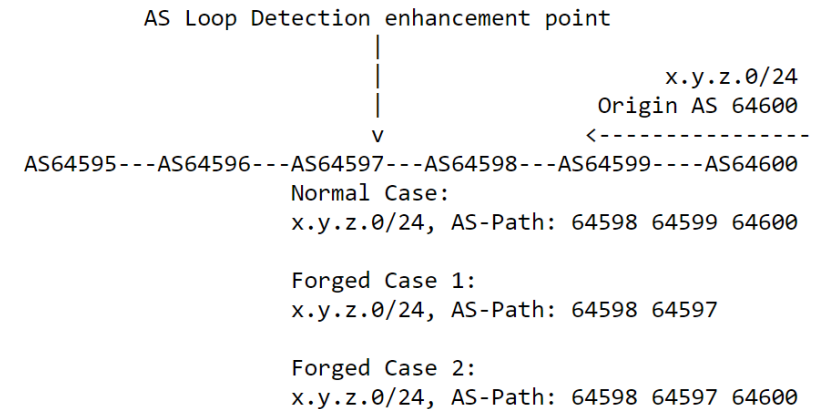 AS Loop Detection enhancement point
|
| x.y.z.0/24
| Origin AS 64600
v <----------------
AS64595---AS64596---AS64597---AS64598---AS64599----AS64600
Normal Case:
x.y.z.0/24, AS-Path: 64598 64599 64600
Forged Case 1:
x.y.z.0/24, AS-Path: 64598 64597
Forged Case 2:
x.y.z.0/24, AS-Path: 64598 64597 64600